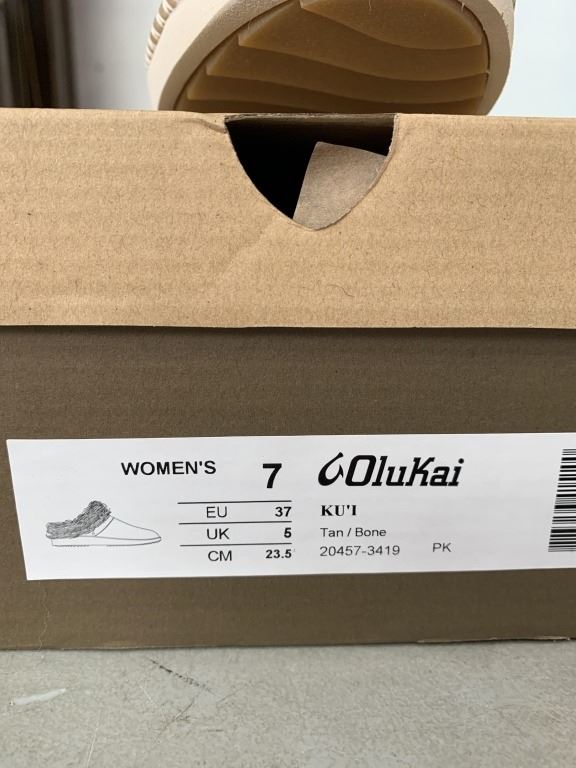 WOMEN'S 7 OluKai
EU 37 KU'I
UK 5 Tan / Bone
CM 23.5 20457-3419 PK